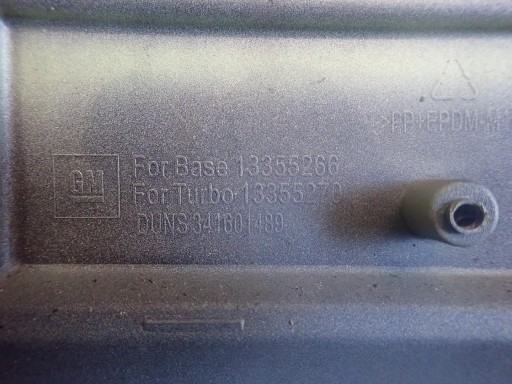 GM
For Base 13355266
For Turbo 13355270
DUNS 341601489
>PP+EPDM-M